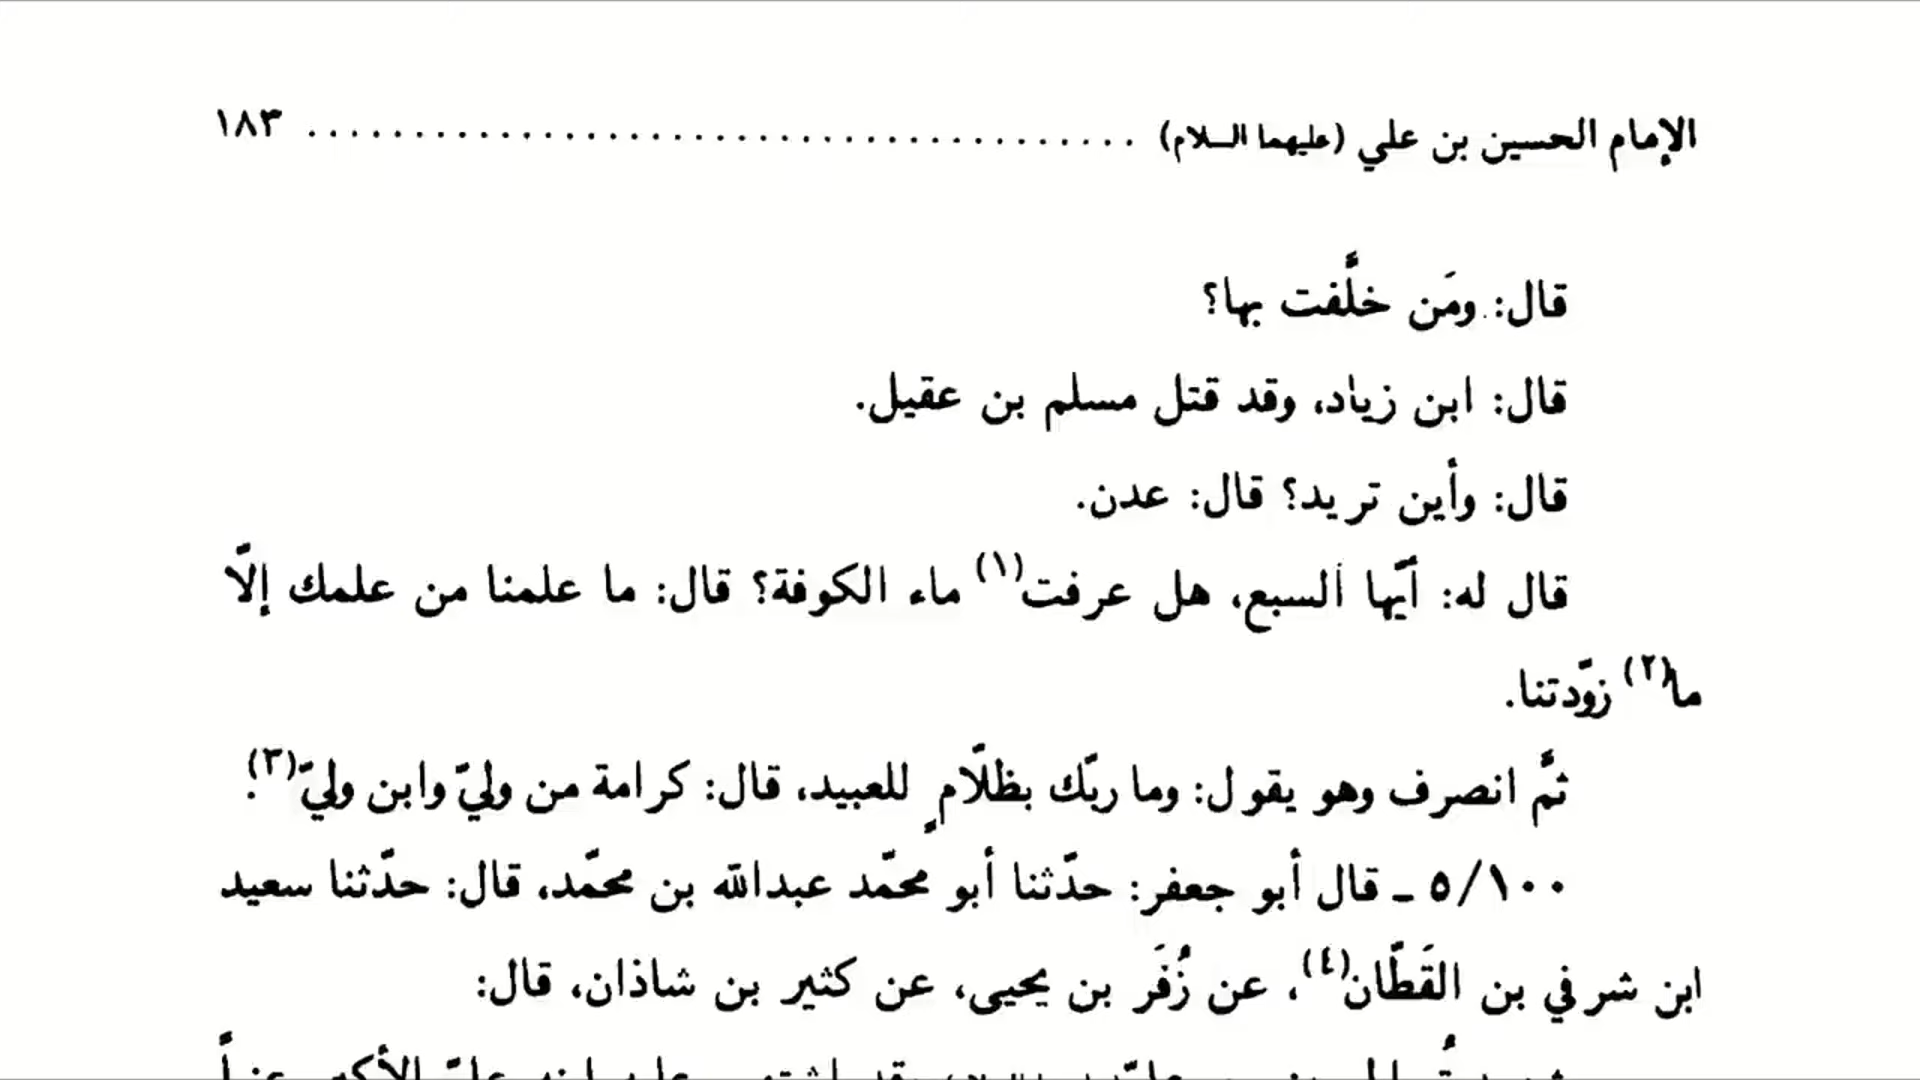 الإمام الحسين بن علي (عليهما السلام) ........................................ ١٨٣
قال: ومَن خلَّفت بها؟
قال: ابن زياد، وقد قتل مسلم بن عقيل.
قال: وأين تريد؟ قال: عدن.
قال له: أيّها السبع، هل عرفت(١) ماء الكوفة؟ قال: ما علمنا من علمك إلّا
ما(٢) زوّدتنا.
ثمَّ انصرف وهو يقول: وما ربّك بظلّامٍ للعبيد، قال: كرامة من وليّ وابن وليّ(٣).
٥/١٠٠ ـ قال أبو جعفر: حدّثنا أبو محمّد عبدالله بن محمّد، قال: حدّثنا سعيد
ابن شرفي بن القَطّان(٤)، عن زُفَر بن يحيى، عن كثير بن شاذان، قال: